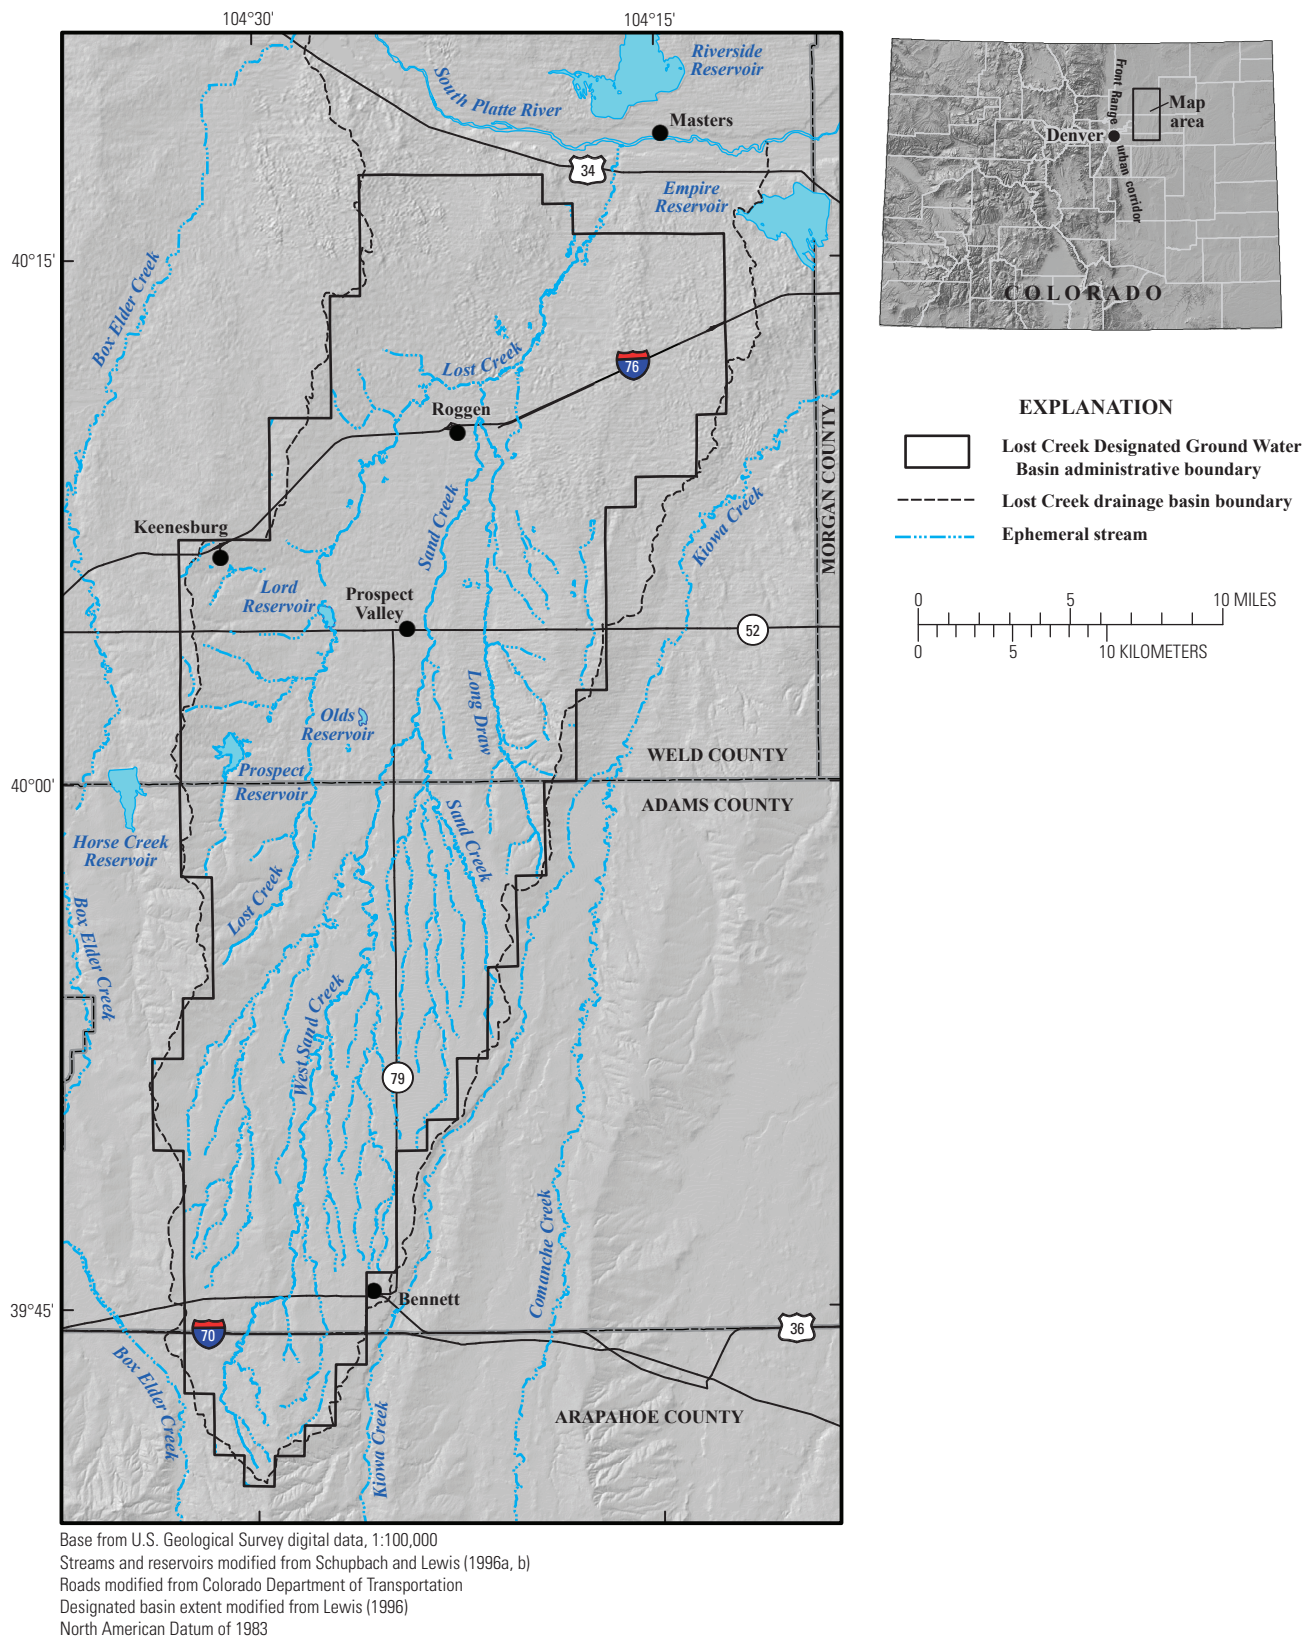 104°30'
104°15'
Riverside
Reservoir
South Platte River
Masters
34
Empire
Reservoir
40°15'
Box Elder Creek
Lost Creek
76
Roggen
MORGAN COUNTY
Sand Creek
Kiowa Creek
Keenesburg
Lord
Reservoir
Prospect
Valley
52
Long Draw
Olds
Reservoir
WELD COUNTY
Prospect
Reservoir
40°00'
ADAMS COUNTY
Sand Creek
Horse Creek
Reservoir
Lost Creek
Box Elder Creek
West Sand Creek
79
Comanche Creek
Bennett
39°45'
70
36
Box Elder Creek
Kiowa Creek
ARAPAHOE COUNTY
Front Range urban corridor
Map
area
Denver
COLORADO
EXPLANATION
Lost Creek Designated Ground Water
Basin administrative boundary
Lost Creek drainage basin boundary
Ephemeral stream
0 5 10 MILES
0 5 10 KILOMETERS
Base from U.S. Geological Survey digital data, 1:100,000
Streams and reservoirs modified from Schupbach and Lewis (1996a, b)
Roads modified from Colorado Department of Transportation
Designated basin extent modified from Lewis (1996)
North American Datum of 1983